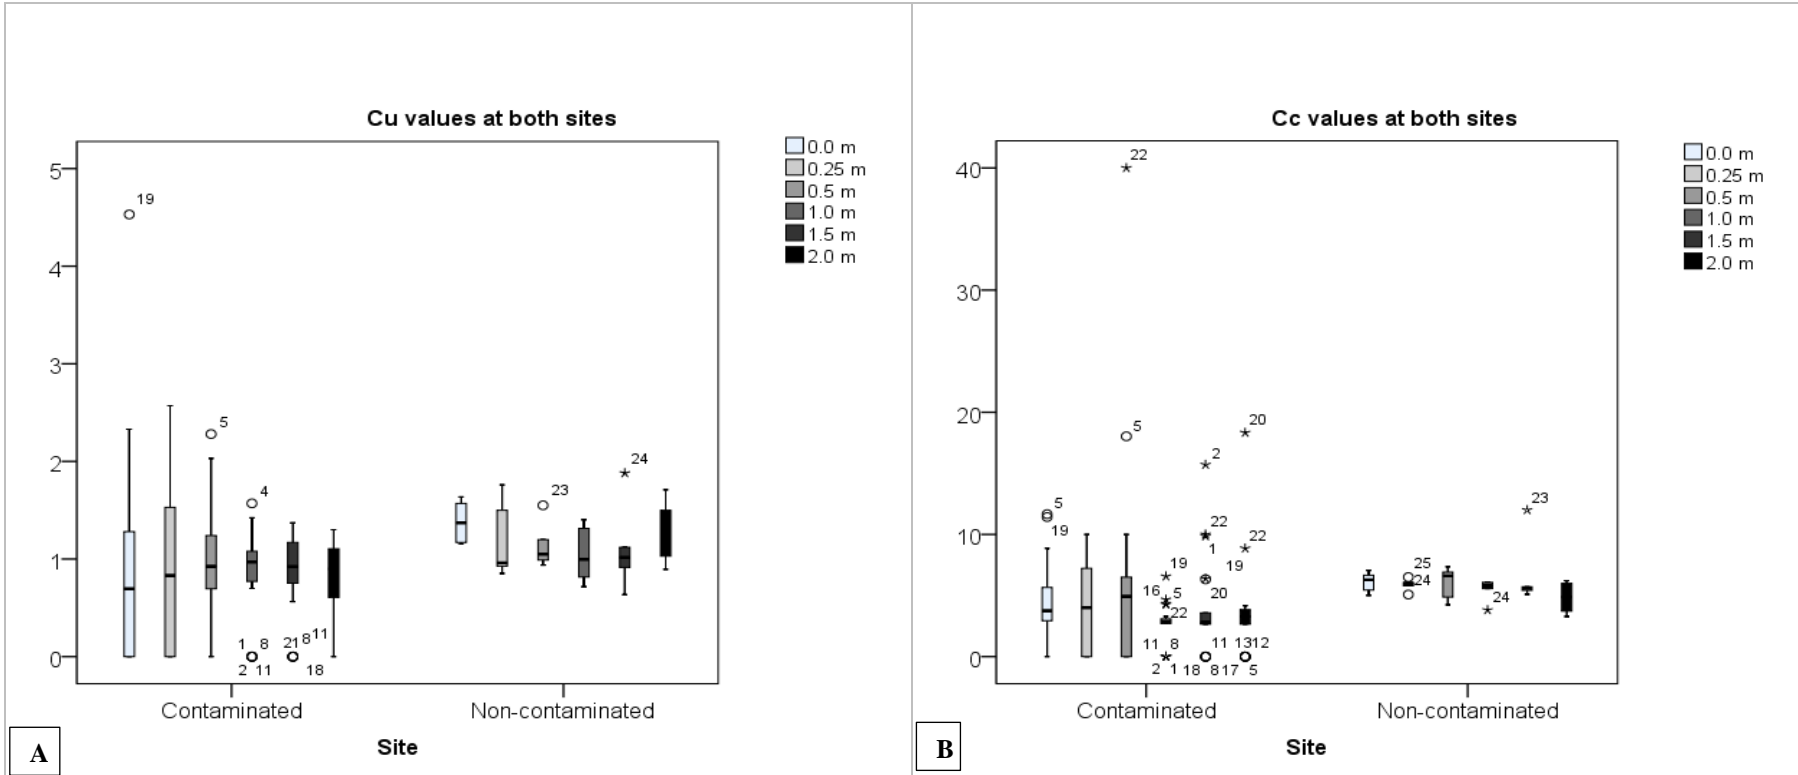 Cu values at both sites
0.0 m
0.25 m
0.5 m
1.0 m
1.5 m
2.0 m
5
4
3
2
1
0
19
5
4
1 8
2 11
21 8 11
18
23
24
Contaminated
Non-contaminated
Site
A
Cc values at both sites
0.0 m
0.25 m
0.5 m
1.0 m
1.5 m
2.0 m
40
30
20
10
0
22
5
20
2
5
19
22
1
22
19
19
20
16 5
22
11 8
2 1
11
18 8 17
13 12
5
25
24
24
23
Contaminated
Non-contaminated
Site
B